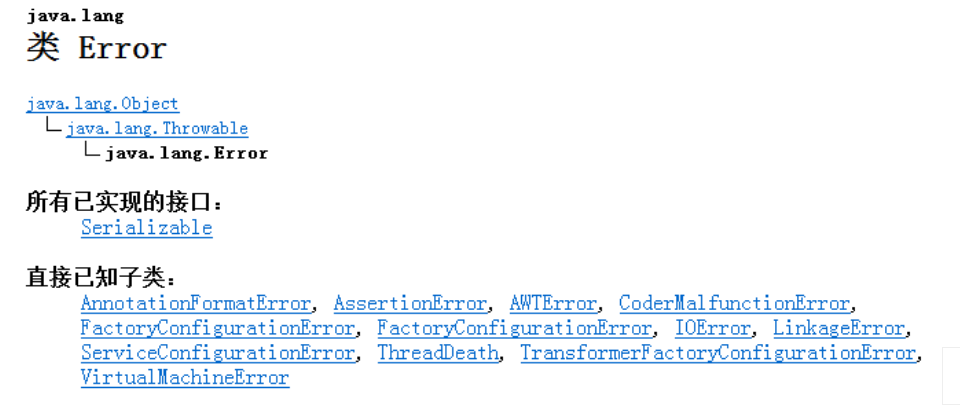 java.lang
类 Error
java.lang.Object
java.lang.Throwable
java.lang.Error
所有已实现的接口:
Serializable
直接已知子类:
AnnotationFormatError, AssertionError, AWTError, CoderMalfunctionError,
FactoryConfigurationError, FactoryConfigurationError, IOError, LinkageError,
ServiceConfigurationError, ThreadDeath, TransformerFactoryConfigurationError,
VirtualMachineError